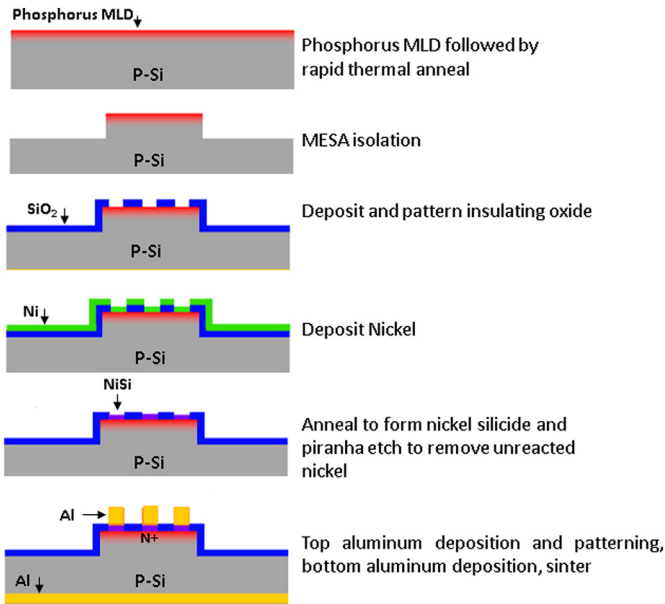 Phosphorus MLD
P-Si
Phosphorus MLD followed by
rapid thermal anneal
P-Si
MESA isolation
SiO₂
P-Si
Deposit and pattern insulating oxide
Ni
P-Si
Deposit Nickel
NiSi
P-Si
Anneal to form nickel silicide and
piranha etch to remove unreacted
nickel
Al
N+
P-Si
Al
Top aluminum deposition and patterning,
bottom aluminum deposition, sinter